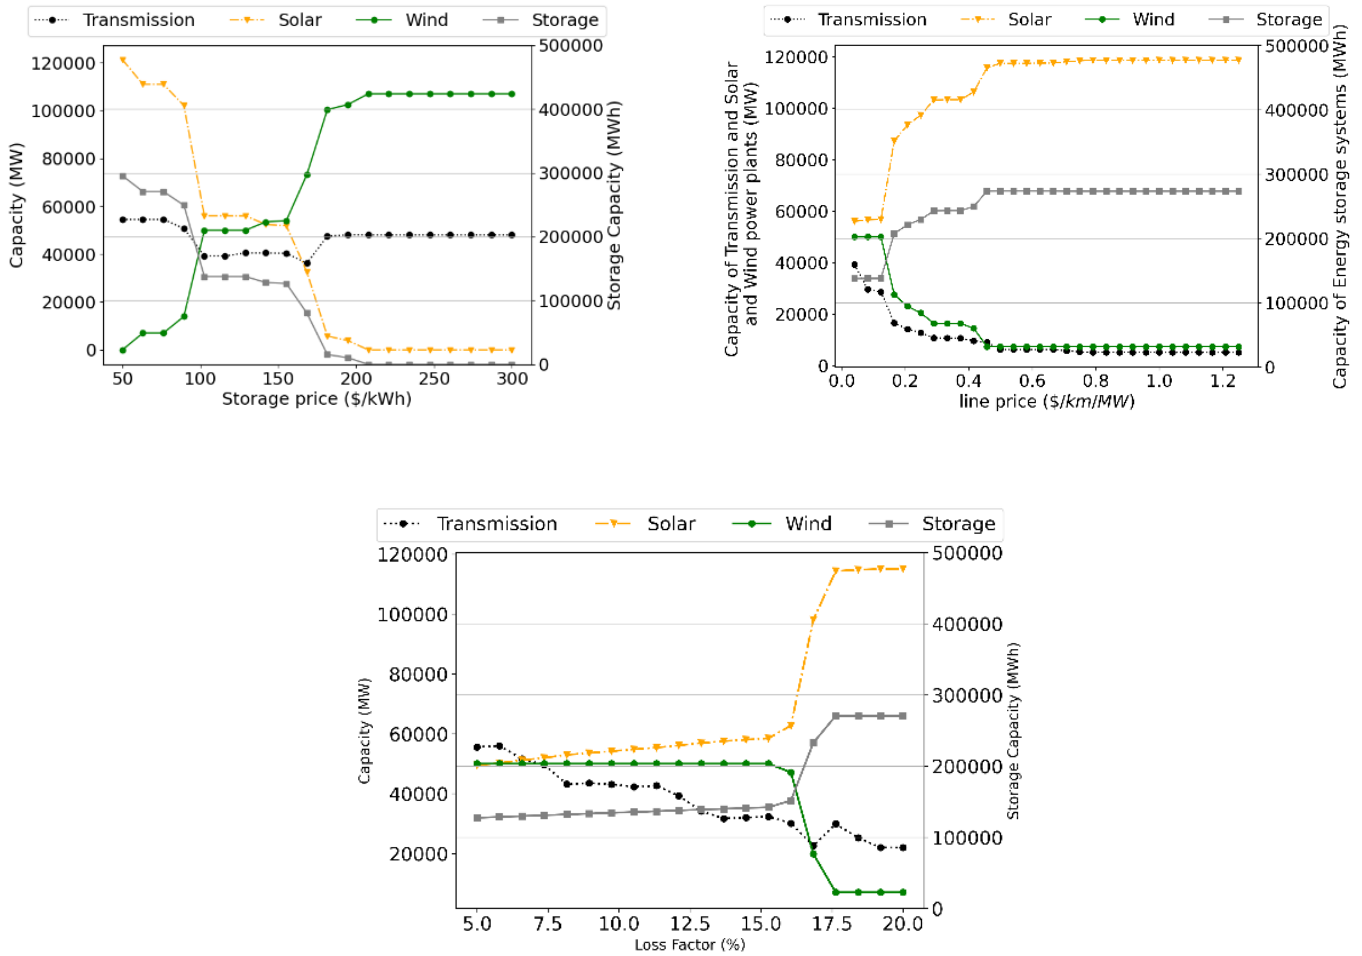 Transmission Solar Wind Storage
120000
100000
80000
60000
40000
20000
0
Capacity (MW)
500000
400000
300000
200000
100000
0
Storage Capacity (MWh)
50 100 150 200 250 300
Storage price ($/kWh)
Transmission Solar Wind Storage
120000
100000
80000
60000
40000
20000
0
Capacity of Transmission and Solar
and Wind power plants (MW)
500000
400000
300000
200000
100000
0
Capacity of Energy storage systems (MWh)
0.0 0.2 0.4 0.6 0.8 1.0 1.2
line price ($/km/MW)
Transmission Solar Wind Storage
120000
100000
80000
60000
40000
20000
Capacity (MW)
500000
400000
300000
200000
100000
0
Storage Capacity (MWh)
5.0 7.5 10.0 12.5 15.0 17.5 20.0
Loss Factor (%)